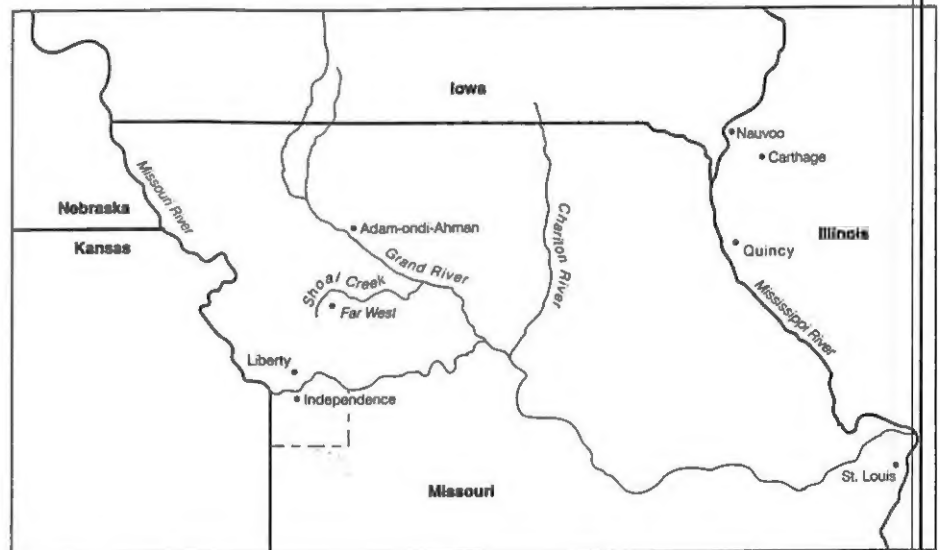 Iowa
Nauvoo
Carthage
Missouri River
Nebraska
Kansas
Adam-ondi-Ahman
Grand River
Chariton River
Illinois
Quincy
Shoal Creek
Far West
Mississippi River
Liberty
Independence
Missouri
St. Louis